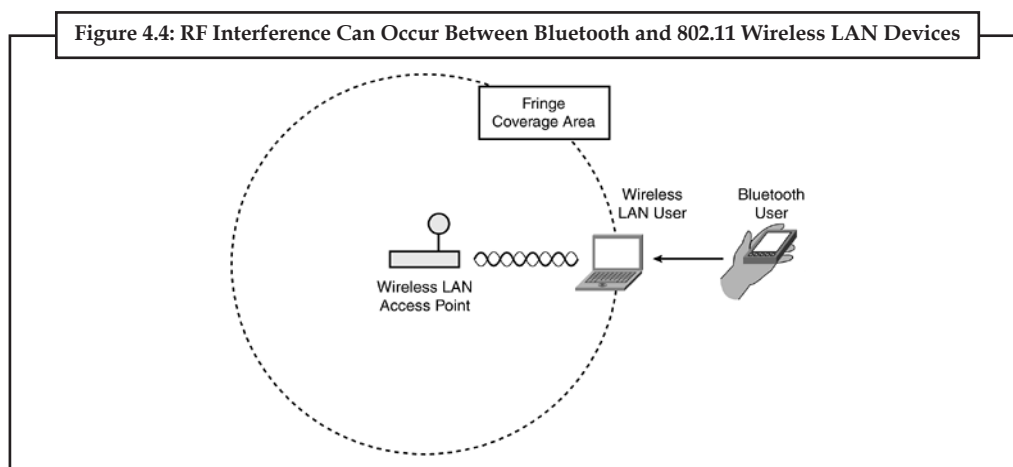 Figure 4.4: RF Interference Can Occur Between Bluetooth and 802.11 Wireless LAN Devices
Fringe
Coverage Area
Wireless
LAN User
Bluetooth
User
Wireless LAN
Access Point